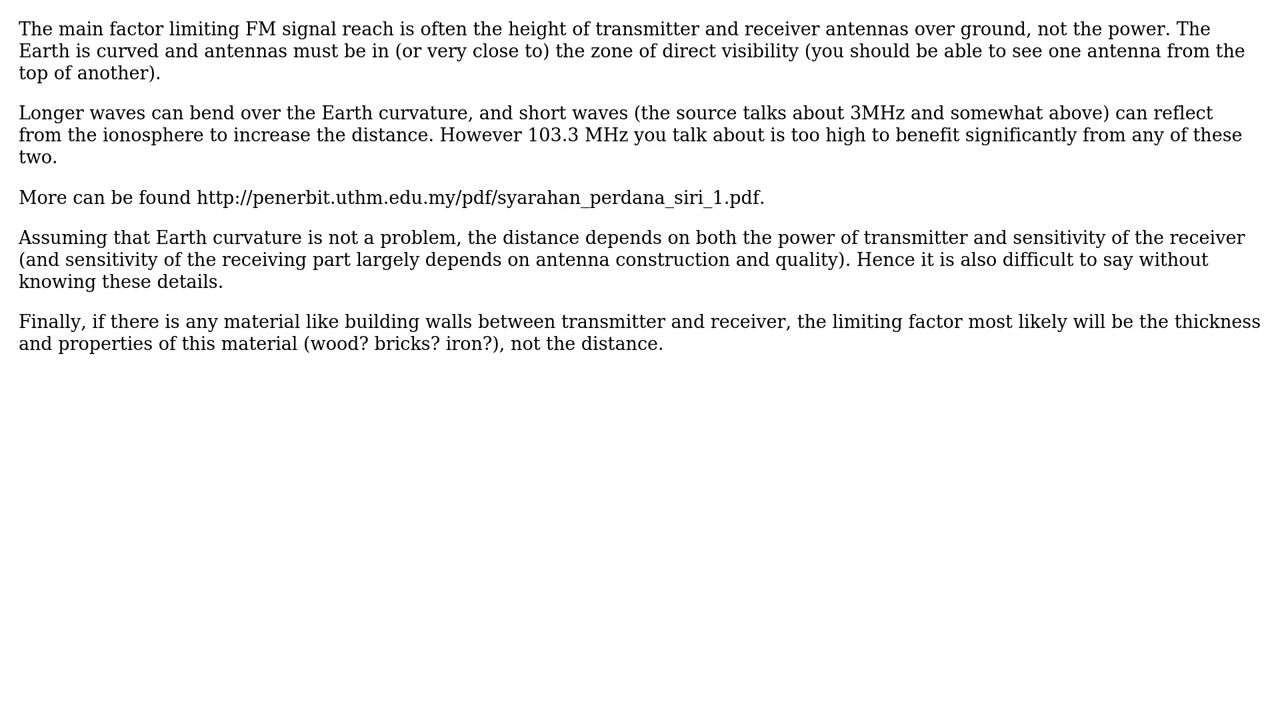 The main factor limiting FM signal reach is often the height of transmitter and receiver antennas over ground, not the power. The
Earth is curved and antennas must be in (or very close to) the zone of direct visibility (you should be able to see one antenna from the
top of another).
Longer waves can bend over the Earth curvature, and short waves (the source talks about 3MHz and somewhat above) can reflect
from the ionosphere to increase the distance. However 103.3 MHz you talk about is too high to benefit significantly from any of these
two.
More can be found http://penerbit.uthm.edu.my/pdf/syarahan_perdana_siri_1.pdf.
Assuming that Earth curvature is not a problem, the distance depends on both the power of transmitter and sensitivity of the receiver
(and sensitivity of the receiving part largely depends on antenna construction and quality). Hence it is also difficult to say without
knowing these details.
Finally, if there is any material like building walls between transmitter and receiver, the limiting factor most likely will be the thickness
and properties of this material (wood? bricks? iron?), not the distance.